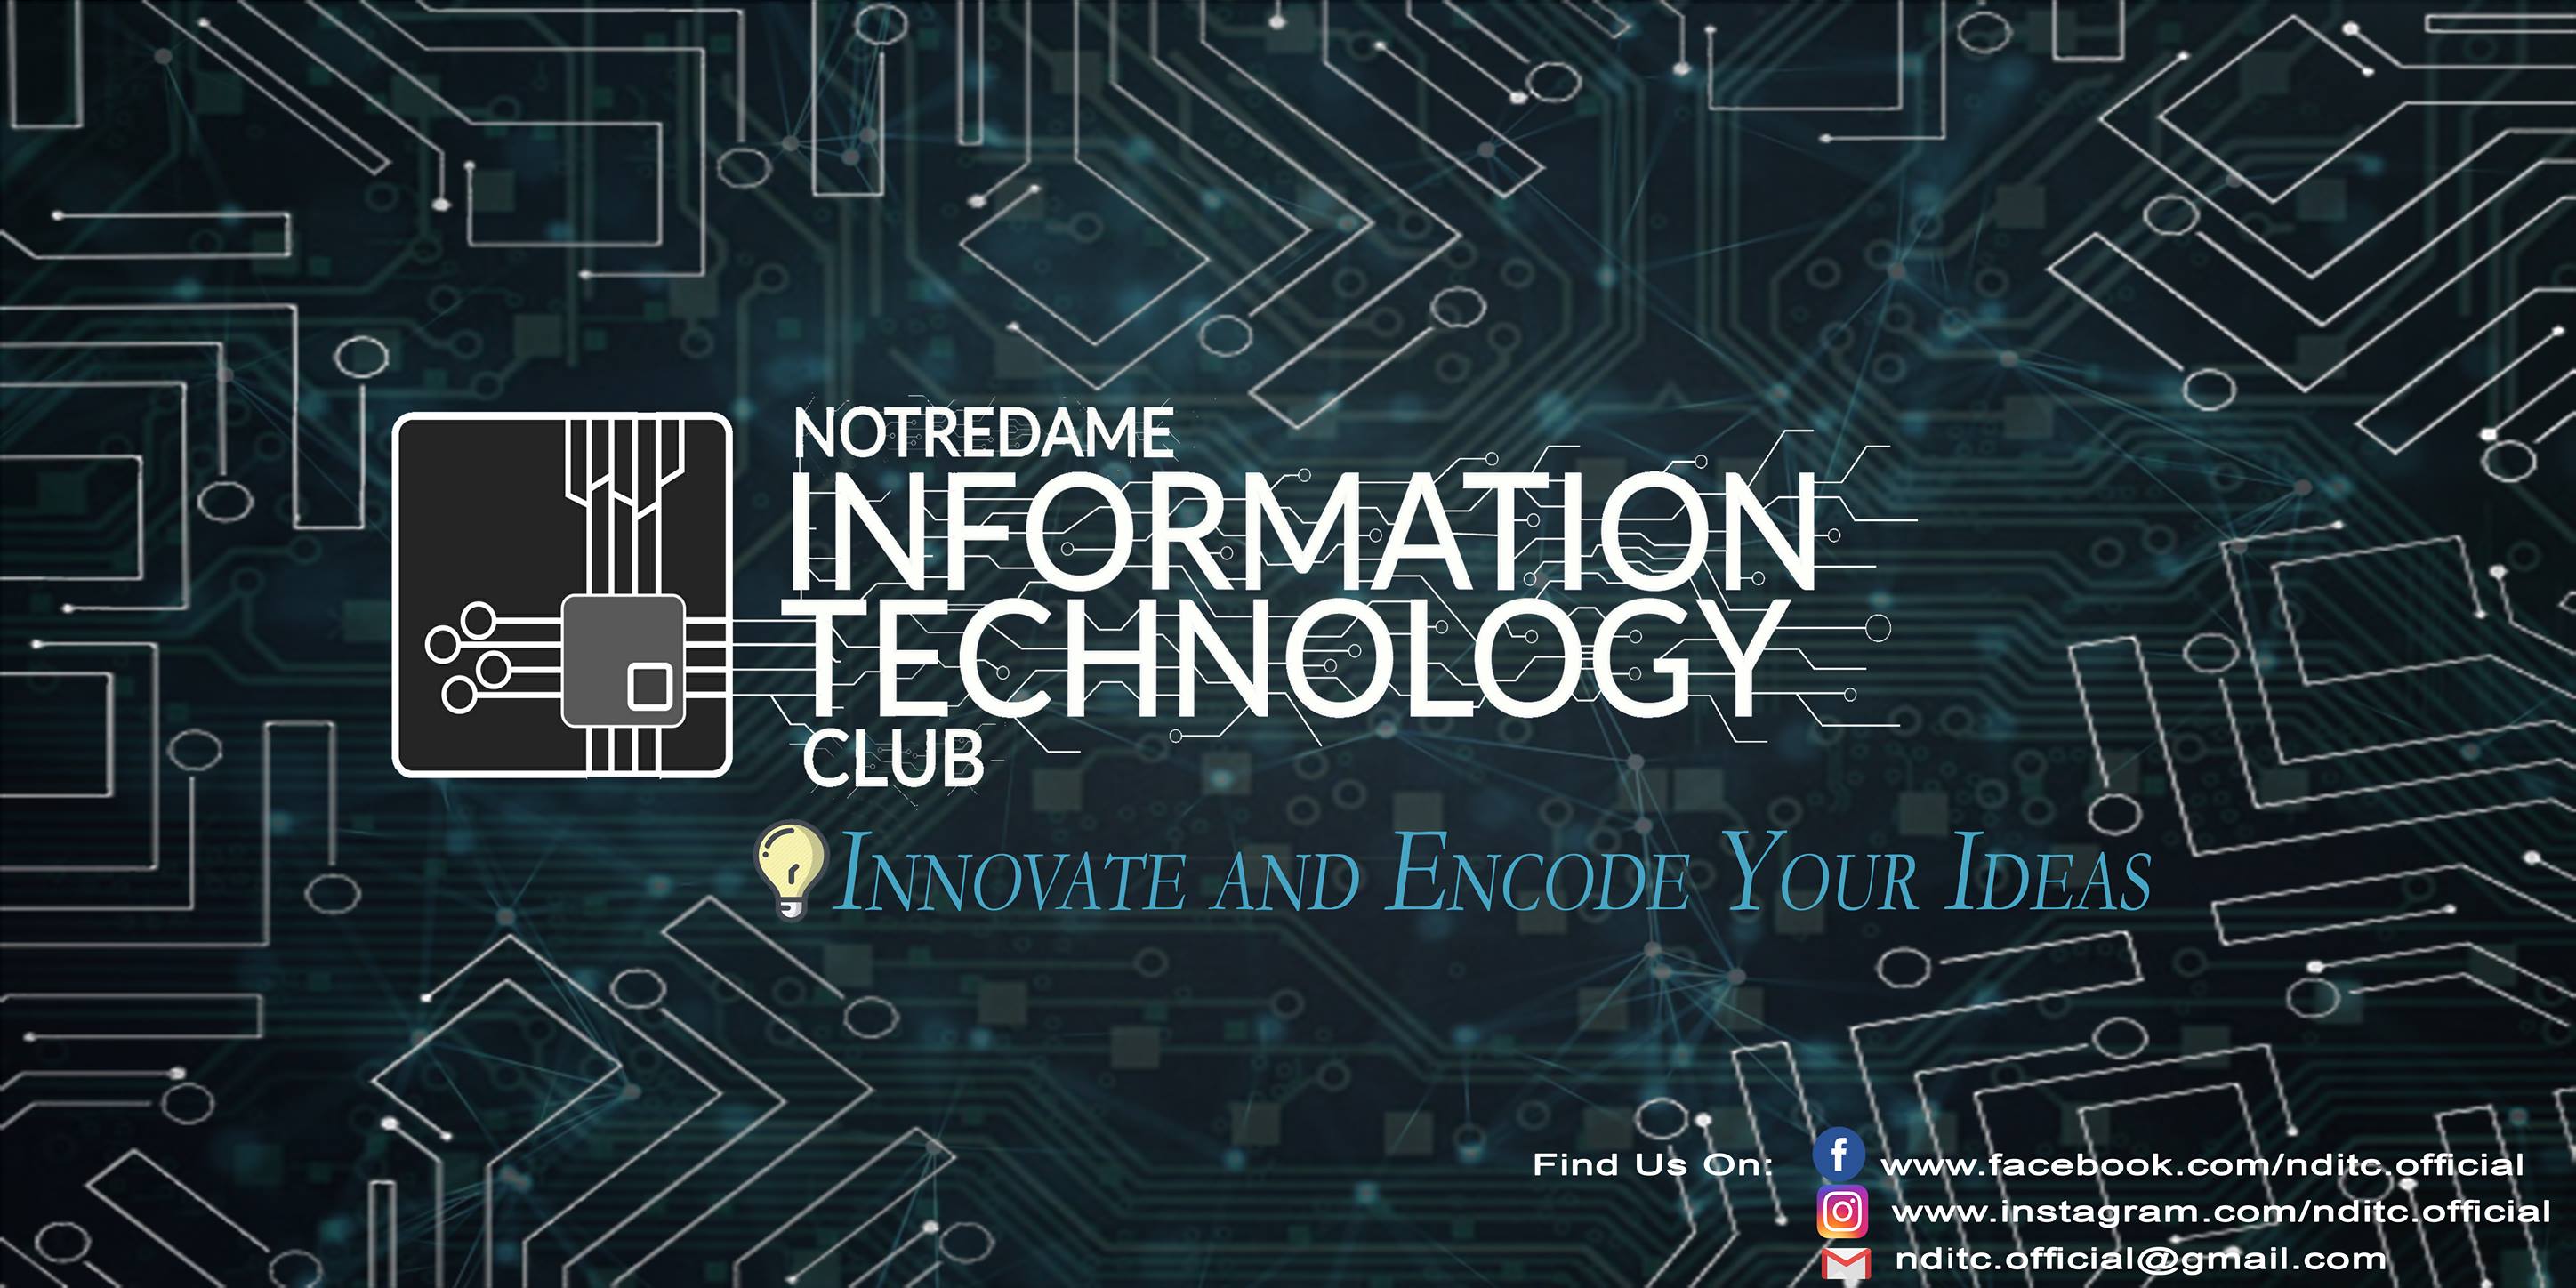 NOTREDAME
INFORMATION
TECHNOLOGY
CLUB
Innovate and Encode Your Ideas
Find Us On: www.facebook.com/nditc.official
www.instagram.com/nditc.official
nditc.official@gmail.com